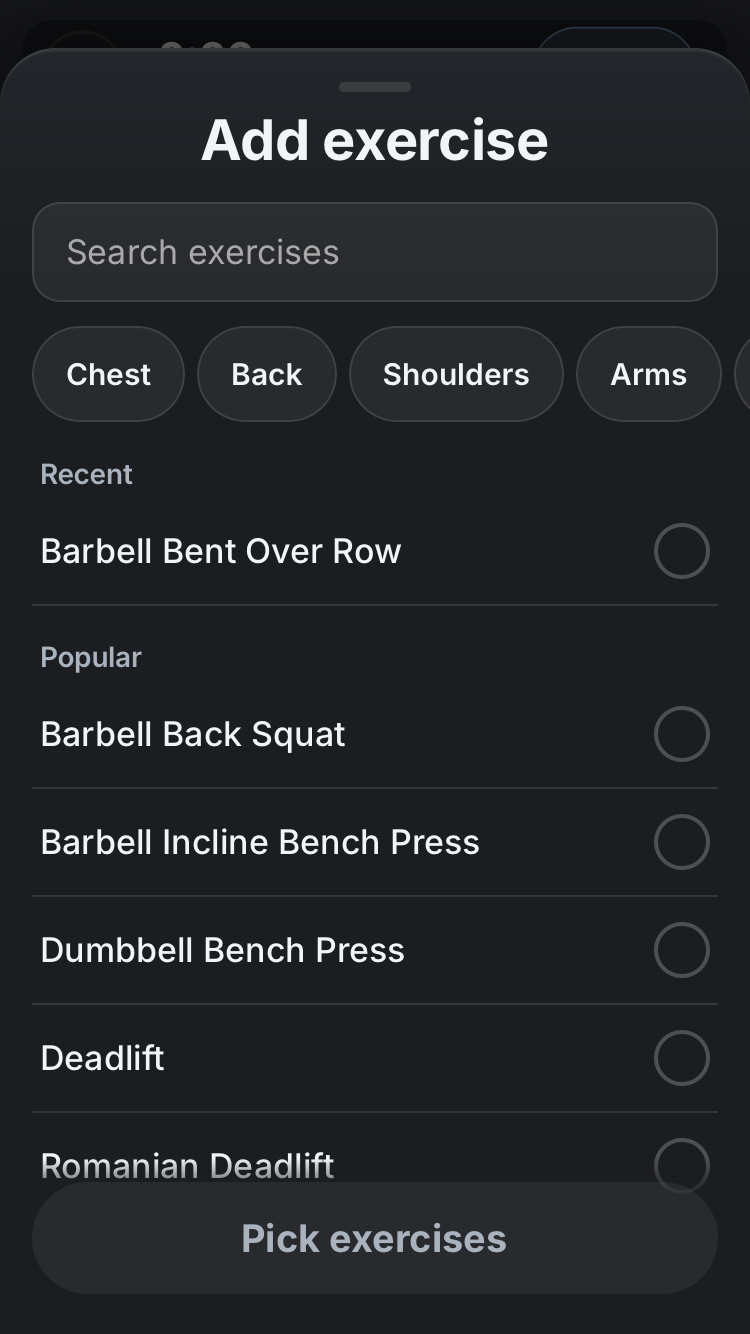 Add exercise
Search exercises
Chest
Back
Shoulders
Arms
Recent
Barbell Bent Over Row
Popular
Barbell Back Squat
Barbell Incline Bench Press
Dumbbell Bench Press
Deadlift
Romanian Deadlift
Pick exercises